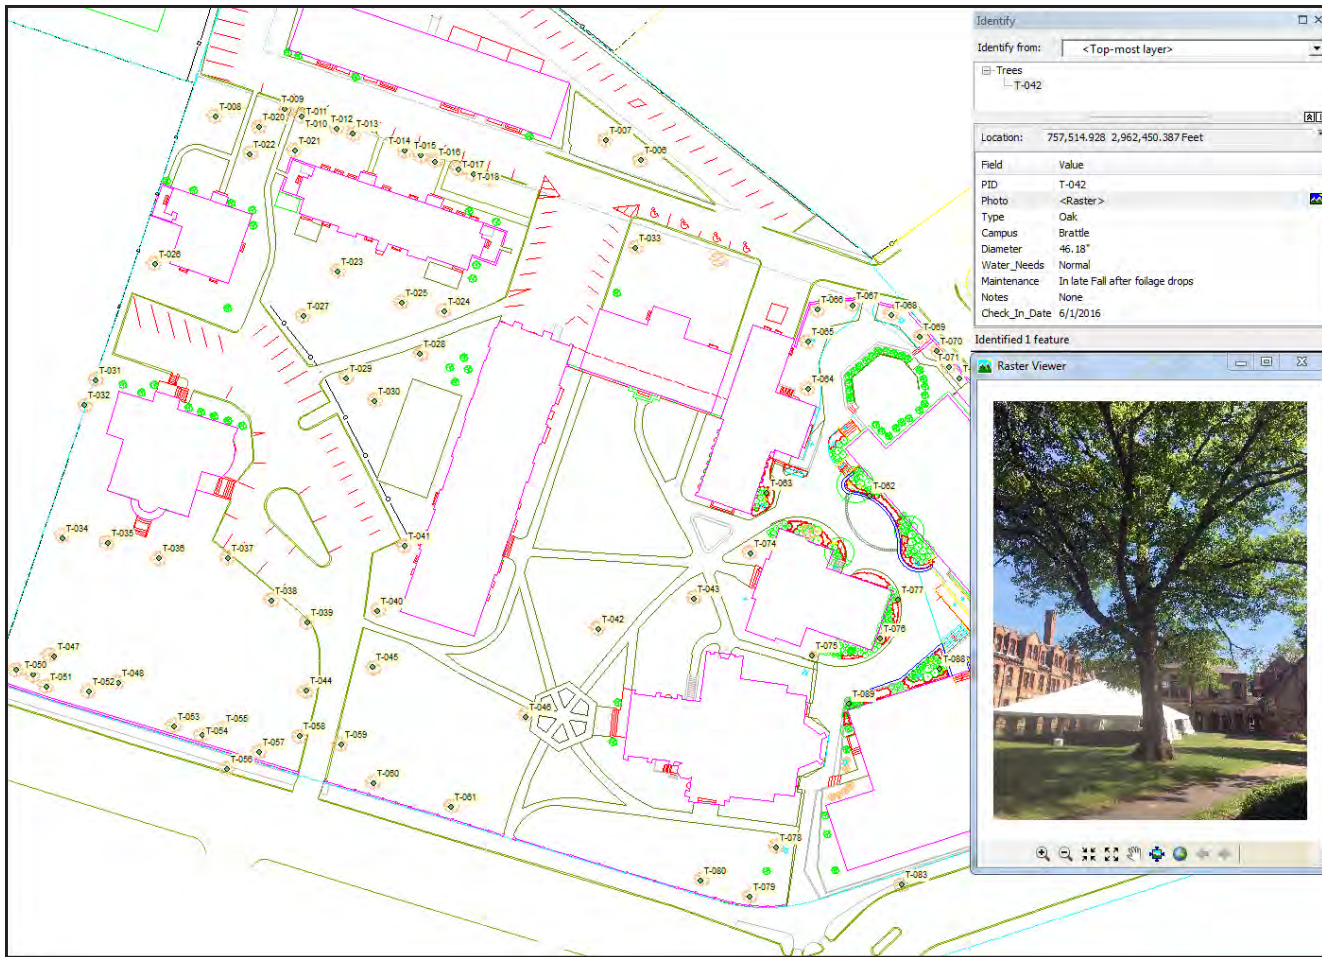 Identify
Identify from: <Top-most layer>
Trees
T-042
Location: 757,514.928 2,962,450.387 Feet
Field Value
PID T-042
Photo <Raster>
Type Oak
Campus Brattle
Diameter 46.18"
Water_Needs Normal
Maintenance In late Fall after foilage drops
Notes None
Check_In_Date 6/1/2016
Identified 1 feature
Raster Viewer
T-009
T-008
T-011
T-020
T-010
T-012
T-013
T-007
T-006
T-022
T-021
T-014
T-015
T-016
T-017
T-018
T-033
T-026
T-023
T-025
T-024
T-027
T-066
T-067
T-068
T-065
T-069
T-070
T-071
T-028
T-029
T-030
T-031
T-032
T-064
T-063
T-062
T-034
T-035
T-036
T-037
T-041
T-074
T-038
T-039
T-040
T-042
T-043
T-077
T-076
T-075
T-047
T-050
T-051
T-052
T-048
T-045
T-044
T-088
T-089
T-046
T-053
T-055
T-054
T-058
T-057
T-059
T-056
T-060
T-061
T-078
T-080
T-079
T-083